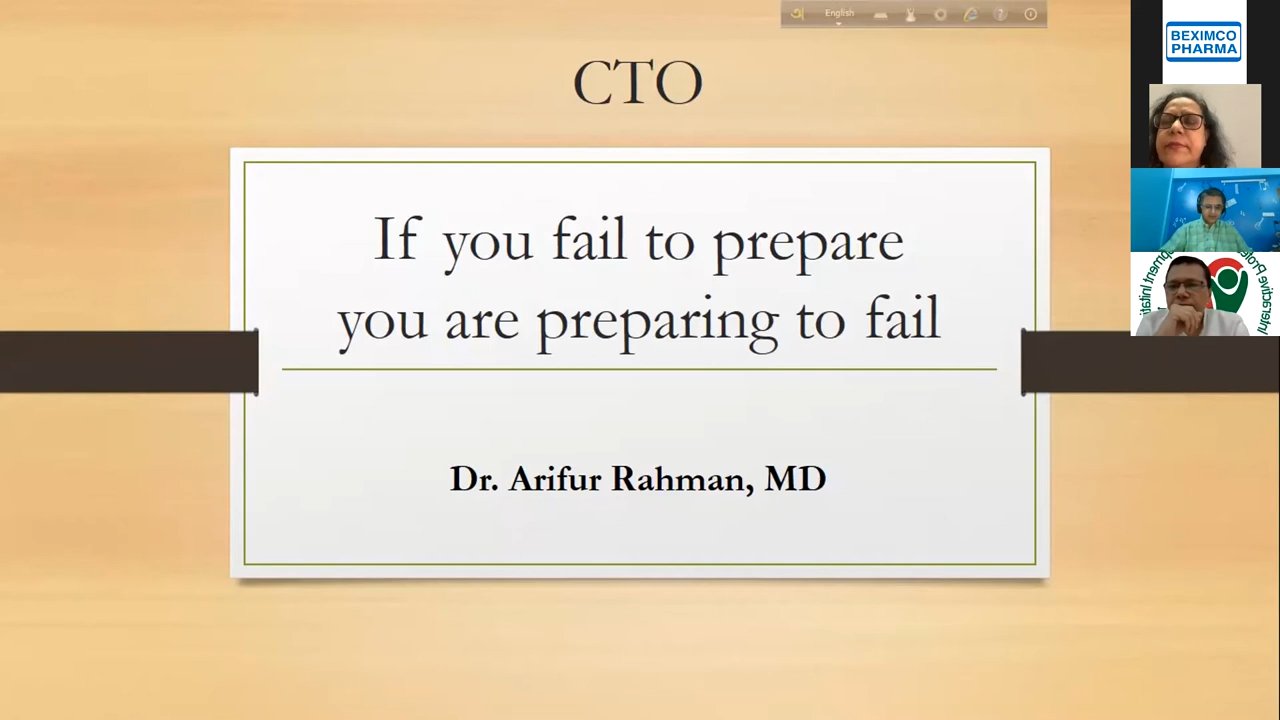 অ
English
BEXIMCO
PHARMA
CTO
If you fail to prepare
you are preparing to fail
Dr. Arifur Rahman, MD